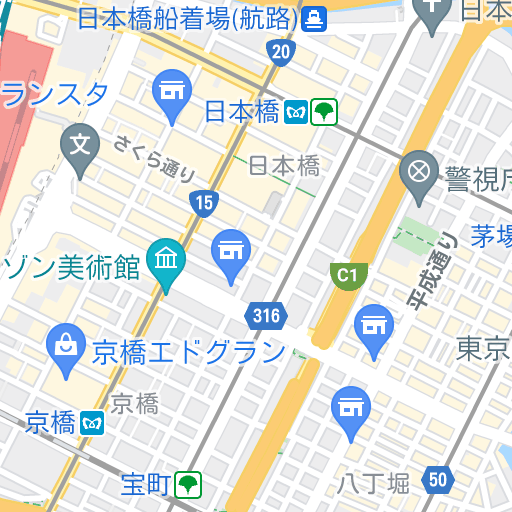 日本橋船着場(航路)
日本
20
ランスタ
日本橋
文
さくら通り
日本橋
警視庁
15
茅場
ゾン美術館
C1
平成通り
316
京橋エドグラン
東京
京橋
京橋
宝町
八丁堀
50